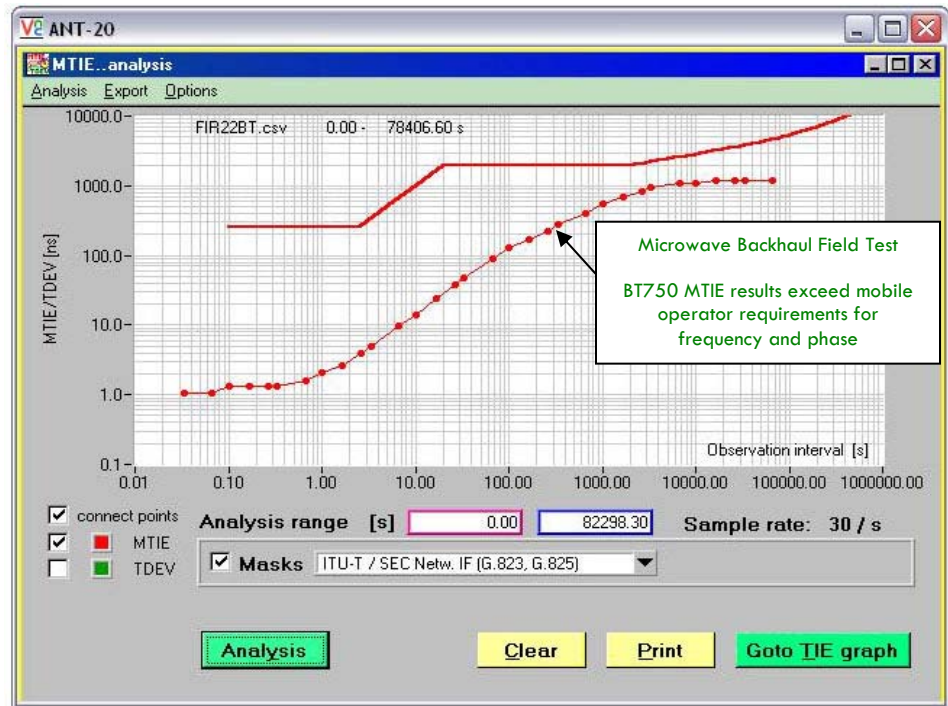 V2 ANT-20
MTIE..analysis
Analysis Export Options
10000.0
FIR22BT.csv 0.00 - 78406.60 s
1000.0
100.0
10.0
1.0
0.1
MTIE/TDEV [ns]
Microwave Backhaul Field Test
BT750 MTIE results exceed mobile
operator requirements for
frequency and phase
Observation interval [s]
0.01 0.10 1.00 10.00 100.00 1000.00 10000.00 100000.00 1000000.00
connect points
MTIE
TDEV
Analysis range [s] 0.00 82298.30 Sample rate: 30 / s
Masks ITU-T / SEC Netw. IF (G.823, G.825)
Analysis Clear Print Goto TIE graph